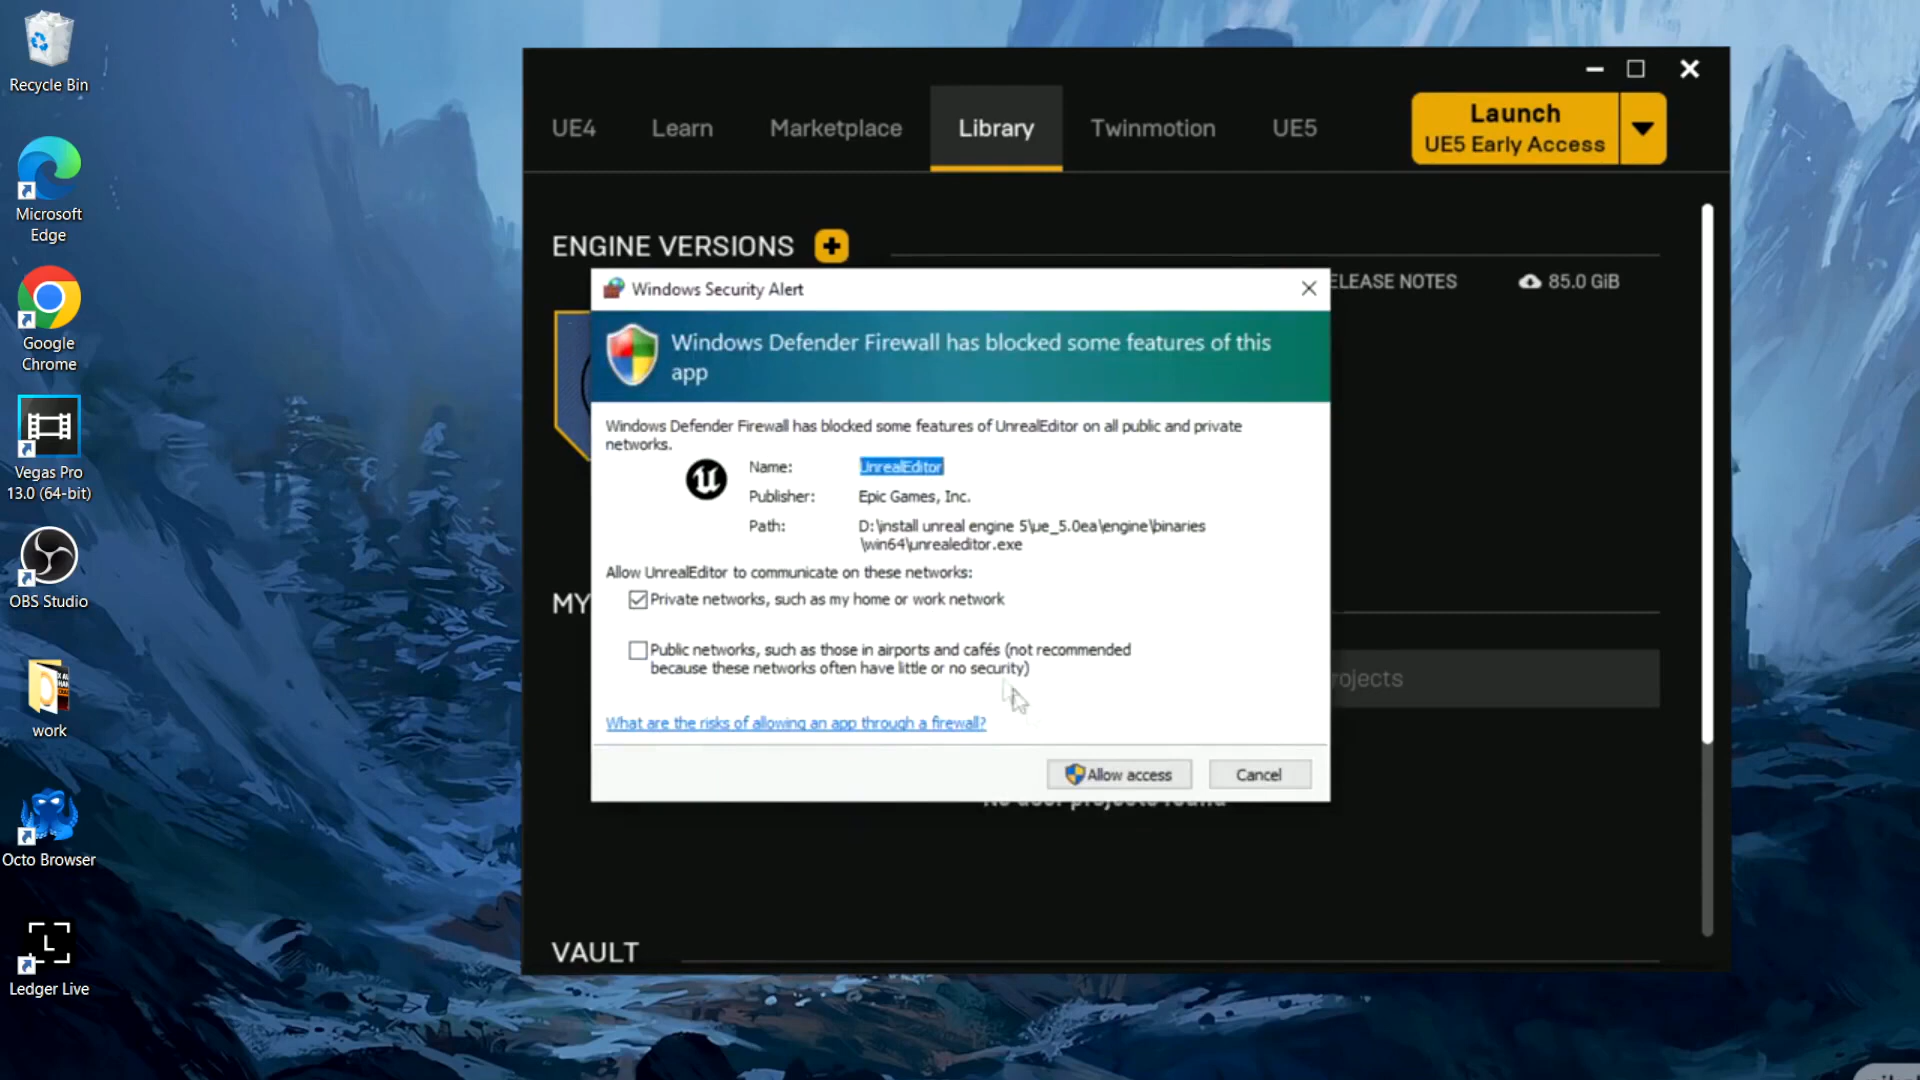 Recycle Bin
Microsoft
Edge
Google
Chrome
Vegas Pro
13.0 (64-bit)
OBS Studio
work
Octo Browser
L
Ledger Live
UE4
Learn
Marketplace
Library
Twinmotion
UE5
Launch
UE5 Early Access
ENGINE VERSIONS
ELEASE NOTES
85.0 GiB
Windows Security Alert
Windows Defender Firewall has blocked some features of this
app
Windows Defender Firewall has blocked some features of UnrealEditor on all public and private
networks.
Name: UnrealEditor
Publisher: Epic Games, Inc.
Path: D:\install unreal engine 5\ue_5.0ea\engine\binaries
\win64\unrealeditor.exe
Allow UnrealEditor to communicate on these networks:
Private networks, such as my home or work network
Public networks, such as those in airports and cafés (not recommended
because these networks often have little or no security)
What are the risks of allowing an app through a firewall?
Allow access
Cancel
MY
rojects
No user projects found
VAULT